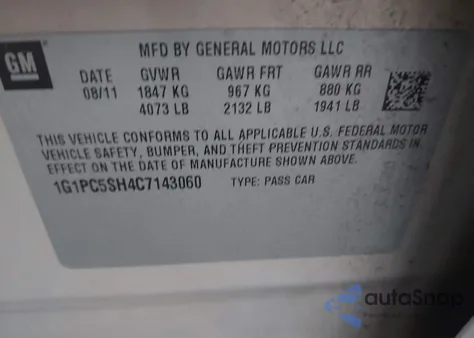 GM
MFD BY GENERAL MOTORS LLC
DATE GVWR GAWR FRT GAWR RR
08/11 1847 KG 967 KG 880 KG
4073 LB 2132 LB 1941 LB
THIS VEHICLE CONFORMS TO ALL APPLICABLE U.S. FEDERAL MOTOR
VEHICLE SAFETY, BUMPER, AND THEFT PREVENTION STANDARDS IN
EFFECT ON THE DATE OF MANUFACTURE SHOWN ABOVE.
1G1PC5SH4C7143060 TYPE: PASS CAR
autoSnap